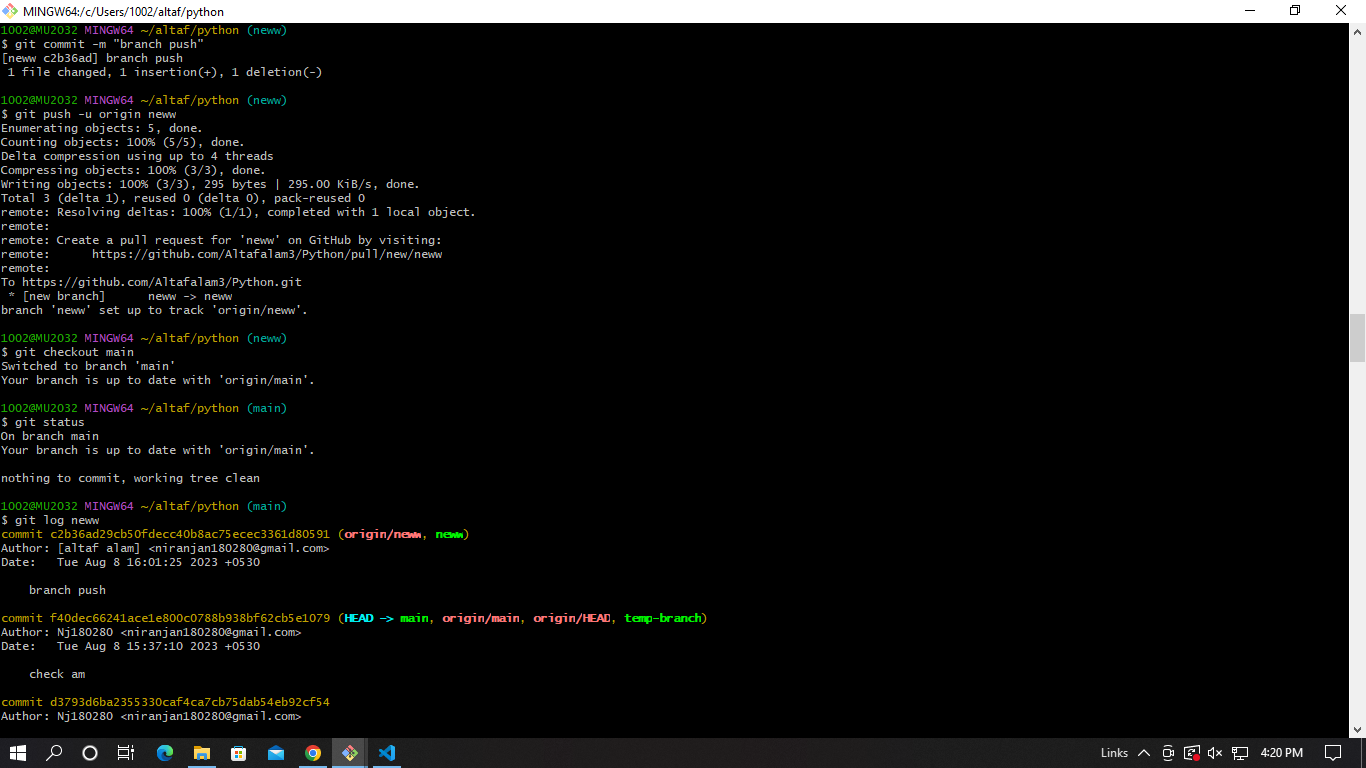 MINGW64:/c/Users/1002/altaf/python
1002@MU2032 MINGW64 ~/altaf/python (neww)
$ git commit -m "branch push"
[neww c2b36ad] branch push
 1 file changed, 1 insertion(+), 1 deletion(-)
1002@MU2032 MINGW64 ~/altaf/python (neww)
$ git push -u origin neww
Enumerating objects: 5, done.
Counting objects: 100% (5/5), done.
Delta compression using up to 4 threads
Compressing objects: 100% (3/3), done.
Writing objects: 100% (3/3), 295 bytes | 295.00 KiB/s, done.
Total 3 (delta 1), reused 0 (delta 0), pack-reused 0
remote: Resolving deltas: 100% (1/1), completed with 1 local object.
remote:
remote: Create a pull request for 'neww' on GitHub by visiting:
remote:      https://github.com/Altafalam3/Python/pull/new/neww
remote:
To https://github.com/Altafalam3/Python.git
 * [new branch]      neww -> neww
branch 'neww' set up to track 'origin/neww'.
1002@MU2032 MINGW64 ~/altaf/python (neww)
$ git checkout main
Switched to branch 'main'
Your branch is up to date with 'origin/main'.
1002@MU2032 MINGW64 ~/altaf/python (main)
$ git status
On branch main
Your branch is up to date with 'origin/main'.
nothing to commit, working tree clean
1002@MU2032 MINGW64 ~/altaf/python (main)
$ git log neww
commit c2b36ad29cb50fdecc40b8ac75ecec3361d80591 (origin/neww, neww)
Author: [altaf alam] <niranjan180280@gmail.com>
Date:   Tue Aug 8 16:01:25 2023 +0530
    branch push
commit f40dec66241ace1e800c0788b938bf62cb5e1079 (HEAD -> main, origin/main, origin/HEAD, temp-branch)
Author: Nj180280 <niranjan180280@gmail.com>
Date:   Tue Aug 8 15:37:10 2023 +0530
    check am
commit d3793d6ba2355330caf4ca7cb75dab54eb92cf54
Author: Nj180280 <niranjan180280@gmail.com>
Links
4:20 PM